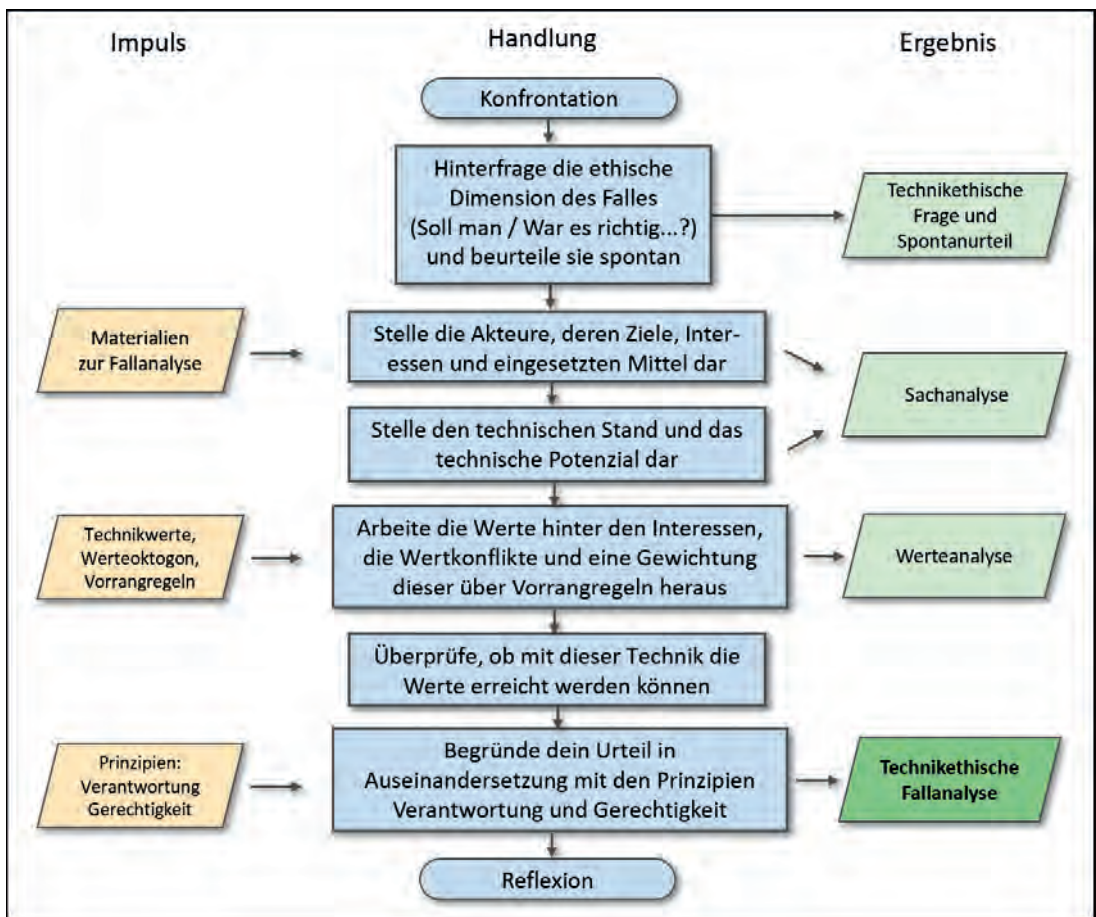 Impuls
Handlung
Ergebnis
Konfrontation
Hinterfrage die ethische
Dimension des Falles
(Soll man / War es richtig...?)
und beurteile sie spontan
Technikethische
Frage und
Spontanurteil
Materialien
zur Fallanalyse
Stelle die Akteure, deren Ziele, Inter-
essen und eingesetzten Mittel dar
Sachanalyse
Stelle den technischen Stand und das
technische Potenzial dar
Technikwerte,
Werteoktogon,
Vorrangregeln
Arbeite die Werte hinter den Interessen,
die Wertkonflikte und eine Gewichtung
dieser über Vorrangregeln heraus
Werteanalyse
Überprüfe, ob mit dieser Technik die
Werte erreicht werden können
Prinzipien:
Verantwortung
Gerechtigkeit
Begründe dein Urteil in
Auseinandersetzung mit den Prinzipien
Verantwortung und Gerechtigkeit
Technikethische
Fallanalyse
Reflexion